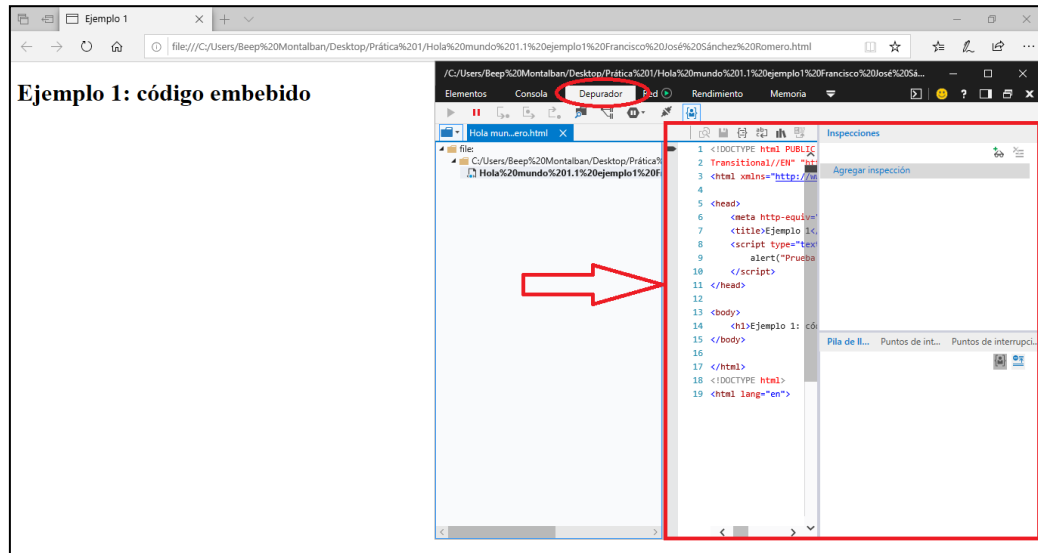 Ejemplo 1
file:///C:/Users/Beep%20Montalban/Desktop/Prática%201/Hola%20mundo%201.1%20ejemplo1%20Francisco%20José%20Sánchez%20Romero.html
Ejemplo 1: código embebido
/C:/Users/Beep%20Montalban/Desktop/Prática%201/Hola%20mundo%201.1%20ejemplo1%20Francisco%20José%20Sá...
Elementos Consola Depurador Red Rendimiento Memoria
Hola mun...ero.html
file:
C:/Users/Beep%20Montalban/Desktop/Prática%
Hola%20mundo%201.1%20ejemplo1%20F
1 <!DOCTYPE html PUBLIC
2 Transitional//EN" "ht
3 <html xmlns="http://w
4
5 <head>
6 <meta http-equiv="
7 <title>Ejemplo 1<
8 <script type="text
9 alert("Prueba
10 </script>
11 </head>
12
13 <body>
14 <h1>Ejemplo 1: có
15 </body>
16
17 </html>
18 <!DOCTYPE html>
19 <html lang="en">
Inspecciones
Agregar inspección
Pila de ll... Puntos de int... Puntos de interrupci...